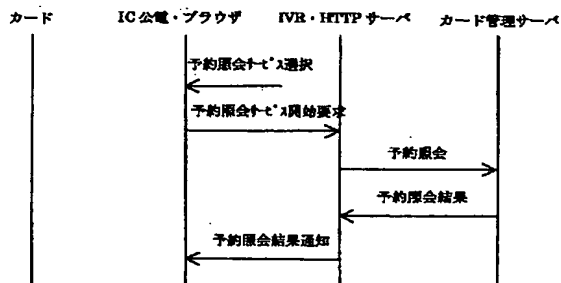 カード IC公電・ブラウザ IVR・HTTPサーバ カード管理サーバ
予約照会ｻｰﾋﾞｽ選択
予約照会ｻｰﾋﾞｽ開始要求
予約照会
予約照会結果
予約照会結果通知